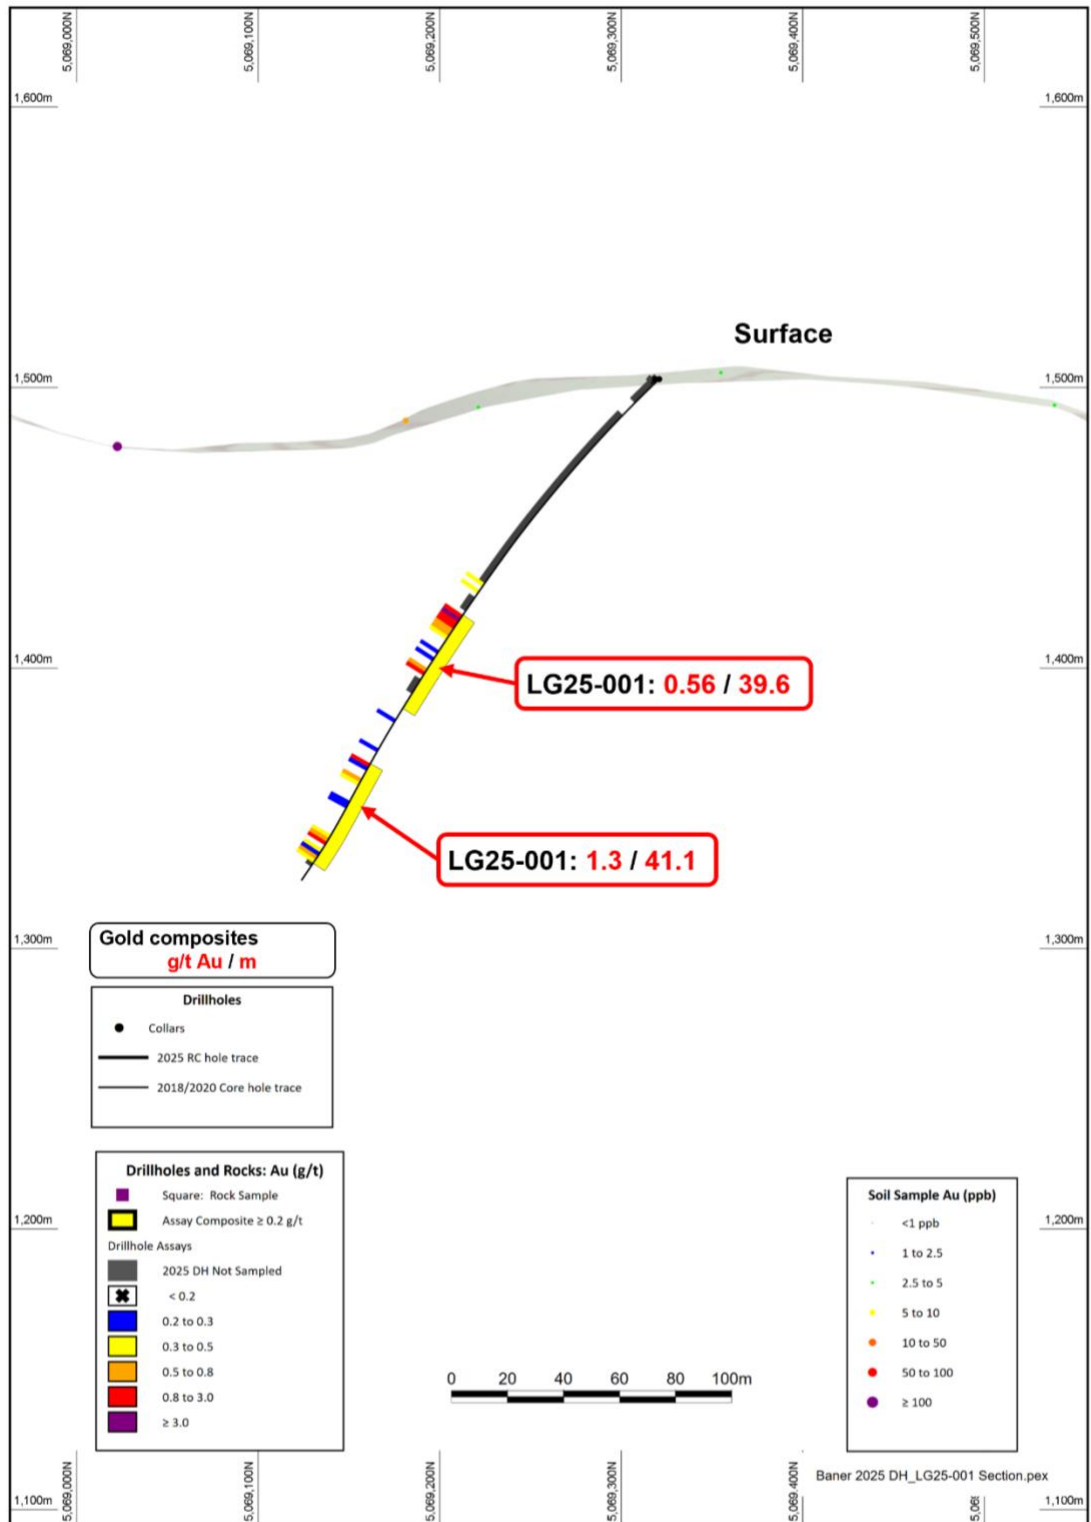 5,069,000N
5,069,100N
5,069,200N
5,069,300N
5,069,400N
5,069,500N
1,600m
1,600m
Surface
1,500m
1,500m
1,400m
1,400m
LG25-001: 0.56 / 39.6
LG25-001: 1.3 / 41.1
1,300m
1,300m
Gold composites
g/t Au / m
Drillholes
Collars
2025 RC hole trace
2018/2020 Core hole trace
Drillholes and Rocks: Au (g/t)
Square: Rock Sample
Assay Composite ≥ 0.2 g/t
Drillhole Assays
2025 DH Not Sampled
< 0.2
0.2 to 0.3
0.3 to 0.5
0.5 to 0.8
0.8 to 3.0
≥ 3.0
1,200m
1,200m
Soil Sample Au (ppb)
<1 ppb
1 to 2.5
2.5 to 5
5 to 10
10 to 50
50 to 100
≥ 100
0 20 40 60 80 100m
Baner 2025 DH_LG25-001 Section.pex
1,100m
1,100m
5,069,000N
5,069,100N
5,069,200N
5,069,300N
5,069,400N